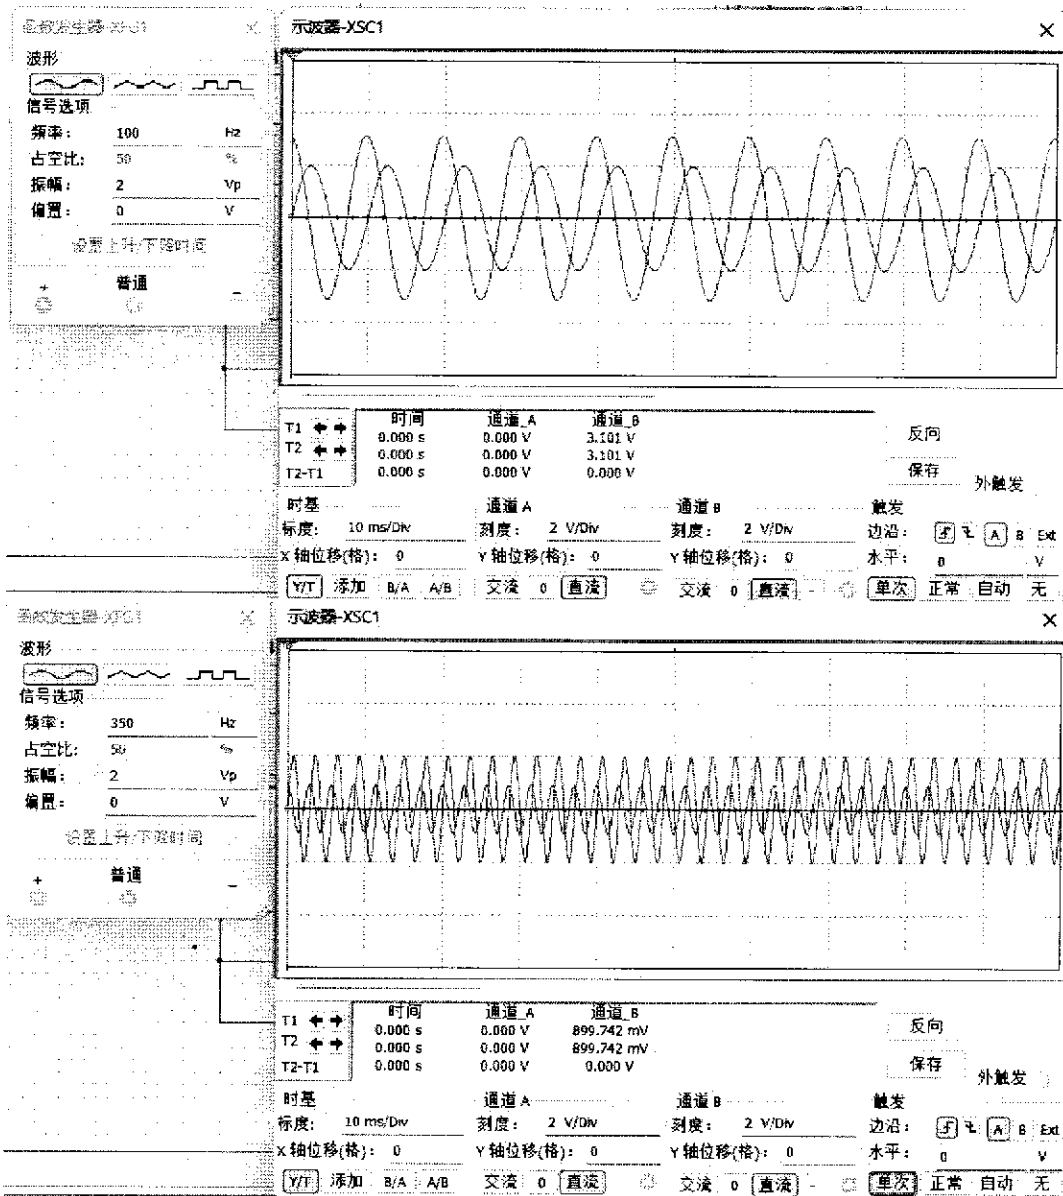 函数发生器-XFG1 ×
示波器-XSC1 ×
波形
信号选项
频率: 100 Hz
占空比: 50 %
振幅: 2 Vp
偏置: 0 V
设置上升/下降时间
+ 普通 -
时间 通道_A 通道_B
T1 0.000 s 0.000 V 3.101 V
T2 0.000 s 0.000 V 3.101 V
T2-T1 0.000 s 0.000 V 0.000 V
反向
保存
外触发
时基 通道 A 通道 B 触发
标度: 10 ms/Div 刻度: 2 V/Div 刻度: 2 V/Div 边沿: A B Ext
X 轴位移(格): 0 Y 轴位移(格): 0 Y 轴位移(格): 0 水平: 0 V
Y/T 添加 B/A A/B 交流 0 直流 交流 0 直流 - 单次 正常 自动 无
函数发生器-XFG1 ×
示波器-XSC1 ×
波形
信号选项
频率: 350 Hz
占空比: 50 %
振幅: 2 Vp
偏置: 0 V
设置上升/下降时间
+ 普通 -
时间 通道_A 通道_B
T1 0.000 s 0.000 V 899.742 mV
T2 0.000 s 0.000 V 899.742 mV
T2-T1 0.000 s 0.000 V 0.000 V
反向
保存
外触发
时基 通道 A 通道 B 触发
标度: 10 ms/Div 刻度: 2 V/Div 刻度: 2 V/Div 边沿: A B Ext
X 轴位移(格): 0 Y 轴位移(格): 0 Y 轴位移(格): 0 水平: 0 V
Y/T 添加 B/A A/B 交流 0 直流 交流 0 直流 - 单次 正常 自动 无